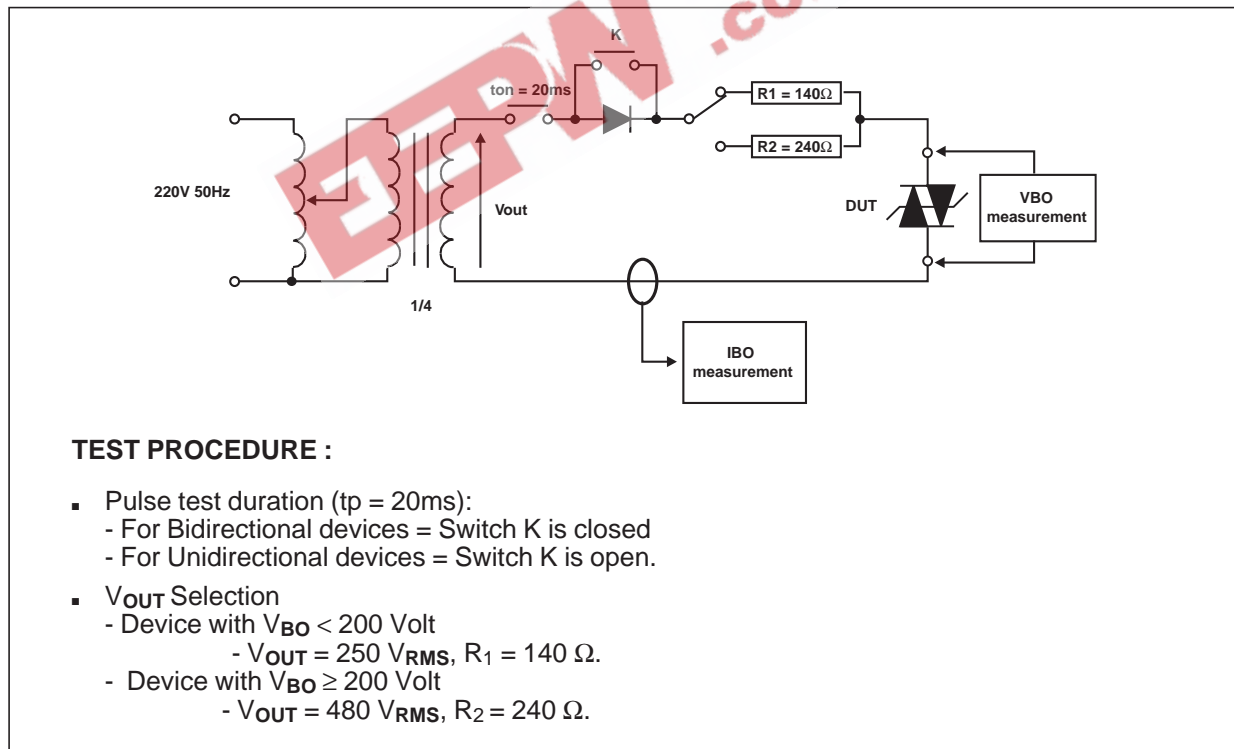 EEPW .com
K
ton = 20ms
R1 = 140Ω
R2 = 240Ω
220V 50Hz
Vout
DUT
VBO
measurement
1/4
IBO
measurement
TEST PROCEDURE :
▪ Pulse test duration (tp = 20ms):
- For Bidirectional devices = Switch K is closed
- For Unidirectional devices = Switch K is open.
▪ VOUT Selection
- Device with VBO < 200 Volt
- VOUT = 250 VRMS, R1 = 140 Ω.
- Device with VBO ≥ 200 Volt
- VOUT = 480 VRMS, R2 = 240 Ω.